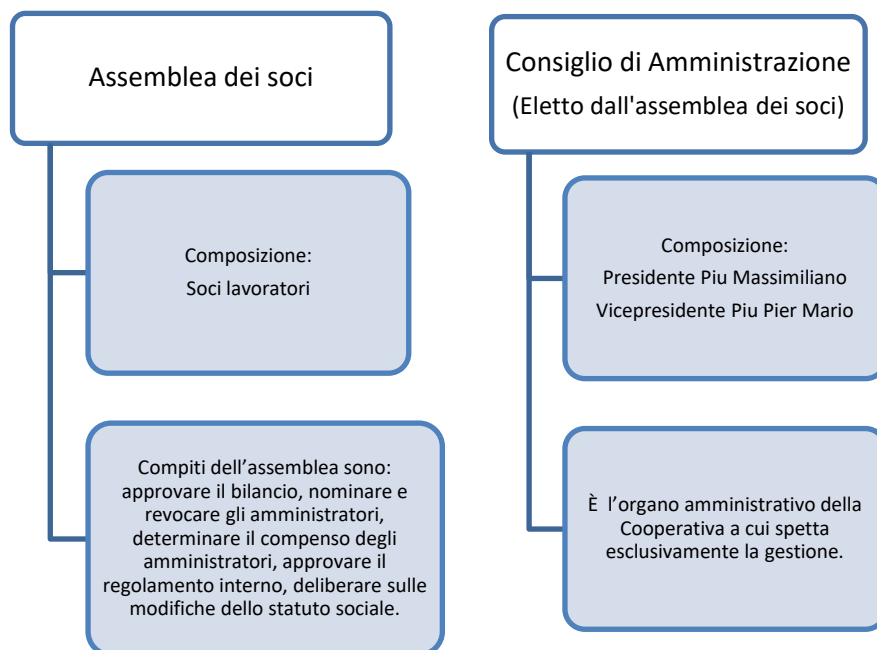 Assemblea dei soci
Composizione:
Soci lavoratori
Compiti dell’assemblea sono:
approvare il bilancio, nominare e
revocare gli amministratori,
determinare il compenso degli
amministratori, approvare il
regolamento interno, deliberare sulle
modifiche dello statuto sociale.
Consiglio di Amministrazione
(Eletto dall'assemblea dei soci)
Composizione:
Presidente Piu Massimiliano
Vicepresidente Piu Pier Mario
È l’organo amministrativo della
Cooperativa a cui spetta
esclusivamente la gestione.